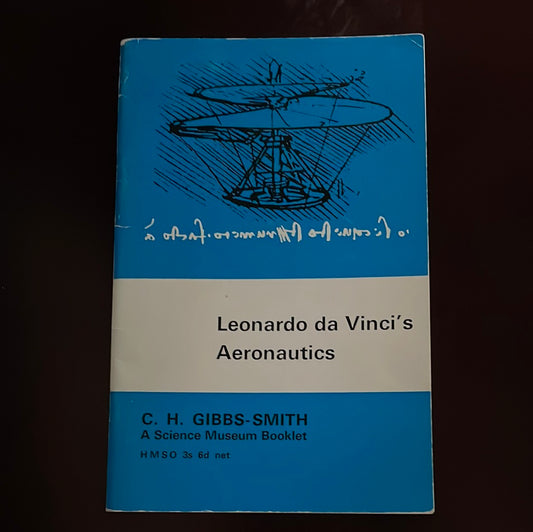 Leonardo da Vinci's
Aeronautics
C. H. GIBBS-SMITH
A Science Museum Booklet
HMSO 3s 6d net